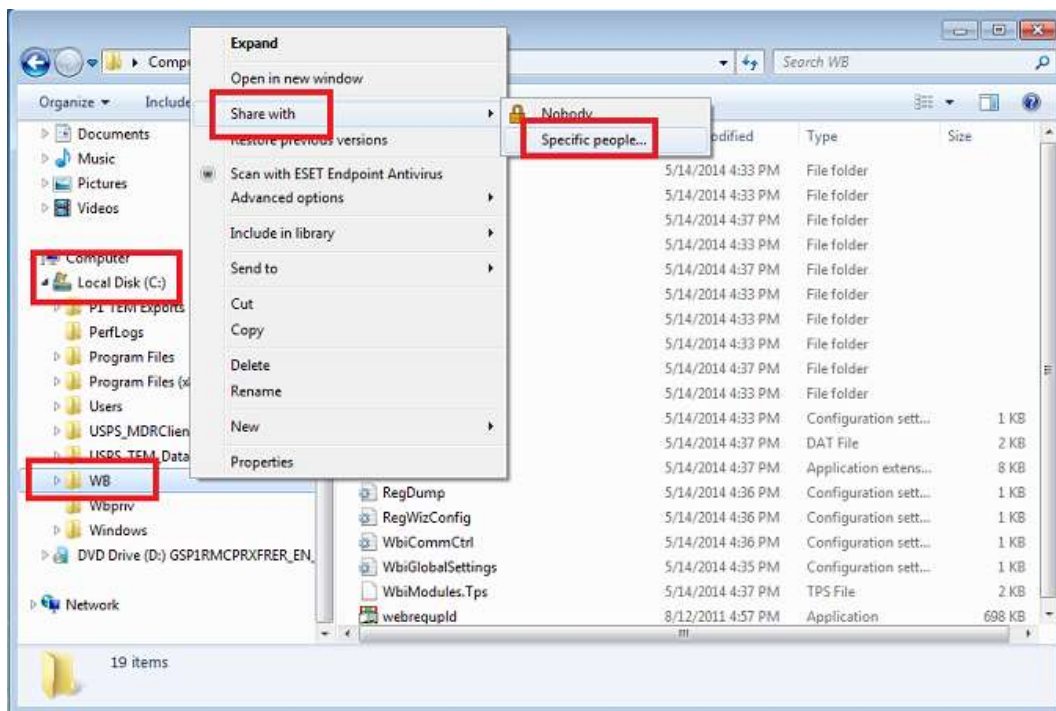 Compu
Search WB
Organize
Include
Expand
Open in new window
Share with
Restore previous versions
Scan with ESET Endpoint Antivirus
Advanced options
Include in library
Send to
Cut
Copy
Delete
Rename
New
Properties
Nobody
Specific people...
Documents
Music
Pictures
Videos
Computer
Local Disk (C:)
P1 TEM Exports
PerfLogs
Program Files
Program Files (x
Users
USPS_MDRClien
USPS_TEM_Data
WB
Wbpriv
Windows
DVD Drive (D:) GSP1RMCPRXFRER_EN_
Network
odified Type Size
5/14/2014 4:33 PM File folder
5/14/2014 4:33 PM File folder
5/14/2014 4:37 PM File folder
5/14/2014 4:33 PM File folder
5/14/2014 4:37 PM File folder
5/14/2014 4:33 PM File folder
5/14/2014 4:33 PM File folder
5/14/2014 4:33 PM File folder
5/14/2014 4:37 PM File folder
5/14/2014 4:33 PM File folder
5/14/2014 4:33 PM Configuration sett... 1 KB
5/14/2014 4:37 PM DAT File 2 KB
5/14/2014 4:37 PM Application extens... 8 KB
RegDump 5/14/2014 4:36 PM Configuration sett... 1 KB
RegWizConfig 5/14/2014 4:36 PM Configuration sett... 1 KB
WbiCommCtrl 5/14/2014 4:36 PM Configuration sett... 1 KB
WbiGlobalSettings 5/14/2014 4:35 PM Configuration sett... 1 KB
WbiModules.Tps 5/14/2014 4:37 PM TPS File 2 KB
webrequpld 8/12/2011 4:57 PM Application 698 KB
19 items